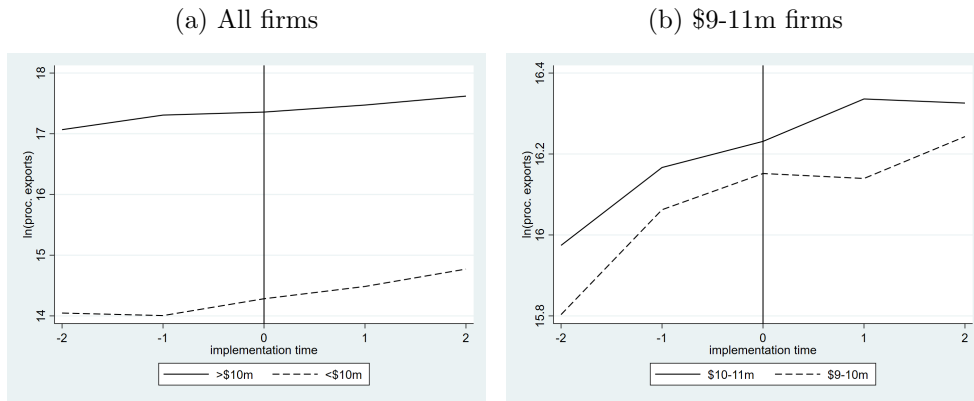 (a) All firms
18
17
16
15
14
ln(proc. exports)
-2 -1 0 1 2
implementation time
>$10m <$10m
(b) $9-11m firms
16.4
16.2
16
15.8
ln(proc. exports)
-2 -1 0 1 2
implementation time
$10-11m $9-10m